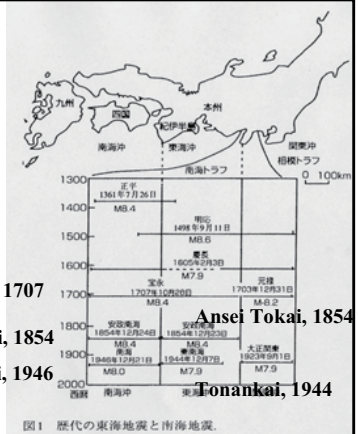 九州
四国
本州
紀伊半島
南海沖
東海沖
関東沖
相模トラフ
南海トラフ
0 100km
1300
正平
1361年7月26日
M8.4
1400
明応
1498年9月11日
1500
M8.6
慶長
1605年2月3日
1600
M7.9
宝永
元禄
1707
1707年10月28日
1703年12月31日
1700
M8.4
M-8.2
Ansei Tokai, 1854
安政南海
安政南海
1800
1854年12月24日
1854年12月23日
i, 1854
M8.4
M8.4
南海
東南海
大正関東
1900
1946年12月21日
1944年12月7日
1923年9月1日
i, 1946
M8.0
M7.9
M7.9
2000
Tonankai, 1944
西暦
南海沖
東海沖
関東沖
図1 歴代の東海地震と南海地震.